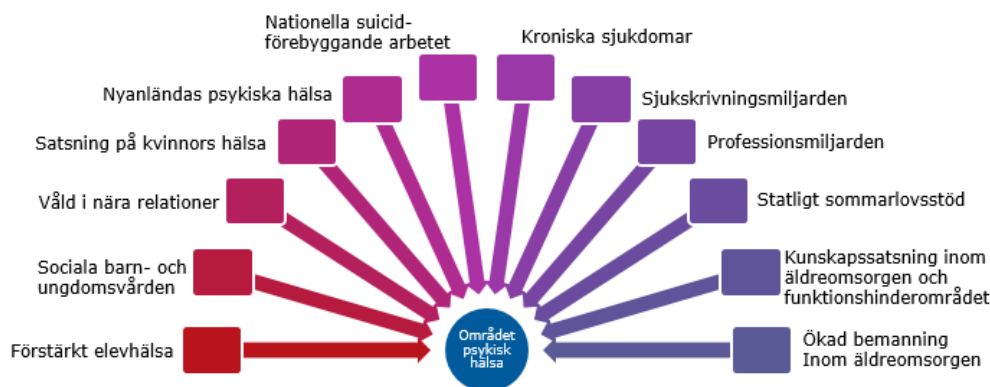 Nationella suicid-
förebyggande arbetet
Kroniska sjukdomar
Nyanländas psykiska hälsa
Sjukskrivningsmiljarden
Satsning på kvinnors hälsa
Professionsmiljarden
Våld i nära relationer
Statligt sommarlovsstöd
Sociala barn- och
ungdomsvården
Kunskapssatsning inom
äldreomsorgen och
funktionshinderområdet
Förstärkt elevhälsa
Området
psykisk
hälsa
Ökad bemanning
Inom äldreomsorgen